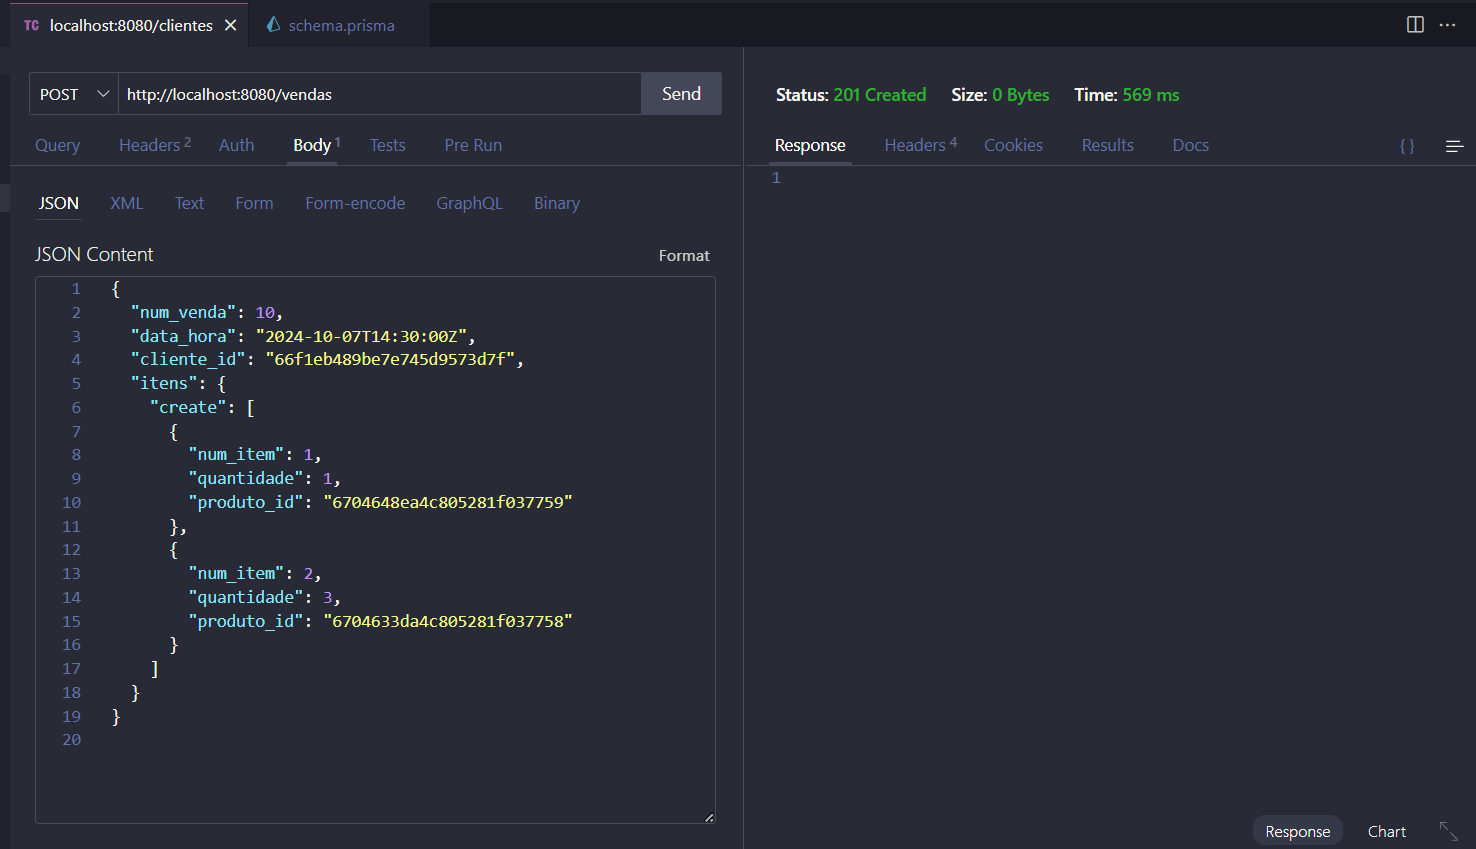 TC localhost:8080/clientes
schema.prisma
POST
http://localhost:8080/vendas
Send
Query
Headers 2
Auth
Body 1
Tests
Pre Run
JSON
XML
Text
Form
Form-encode
GraphQL
Binary
JSON Content
Format
1 {
2 "num_venda": 10,
3 "data_hora": "2024-10-07T14:30:00Z",
4 "cliente_id": "66f1eb489be7e745d9573d7f",
5 "itens": {
6 "create": [
7 {
8 "num_item": 1,
9 "quantidade": 1,
10 "produto_id": "6704648ea4c805281f037759"
11 },
12 {
13 "num_item": 2,
14 "quantidade": 3,
15 "produto_id": "6704633da4c805281f037758"
16 }
17 ]
18 }
19 }
20
Status: 201 Created
Size: 0 Bytes
Time: 569 ms
Response
Headers 4
Cookies
Results
Docs
{ }
1
Response
Chart